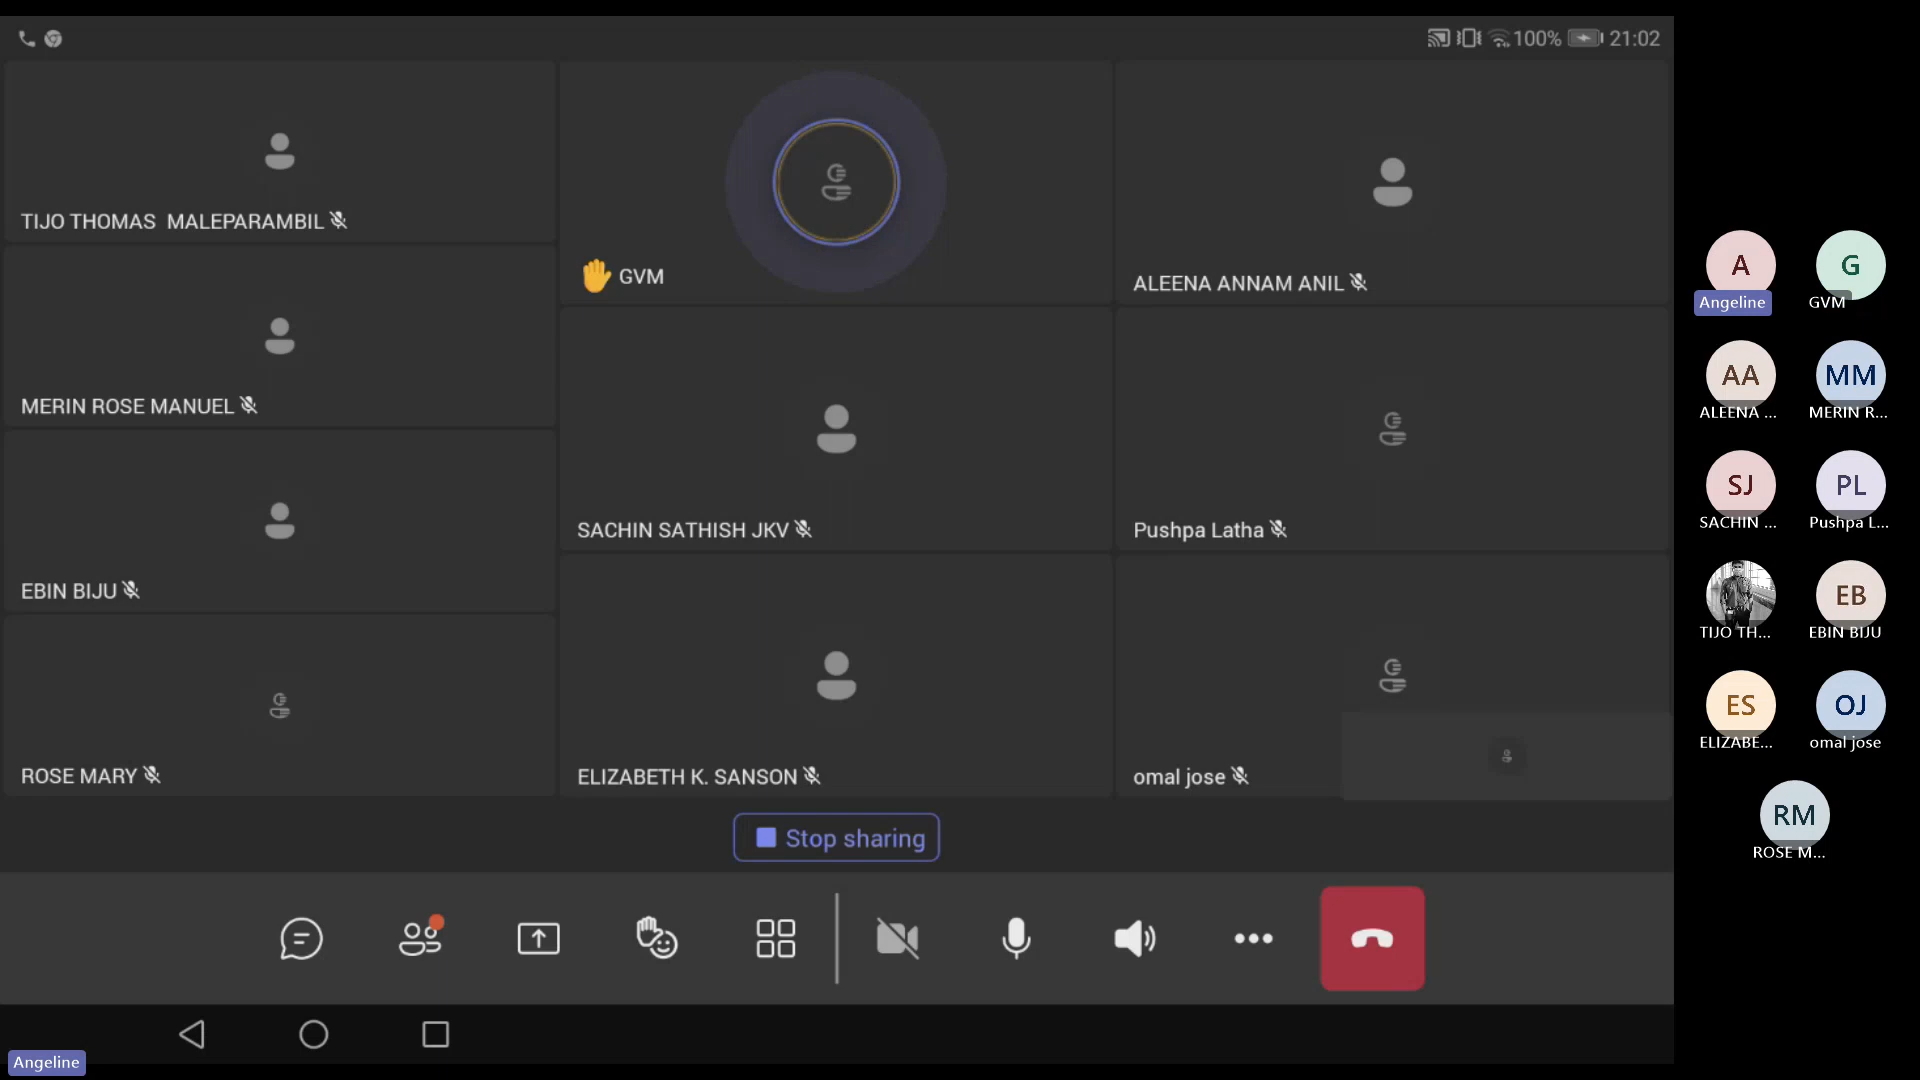 100% 21:02
TIJO THOMAS  MALEPARAMBIL
GVM
ALEENA ANNAM ANIL
MERIN ROSE MANUEL
SACHIN SATHISH JKV
Pushpa Latha
EBIN BIJU
ROSE MARY
ELIZABETH K. SANSON
omal jose
Stop sharing
Angeline
A
Angeline
G
GVM
AA
ALEENA ...
MM
MERIN R...
SJ
SACHIN ...
PL
Pushpa L...
TIJO TH...
EB
EBIN BIJU
ES
ELIZABE...
OJ
omal jose
RM
ROSE M...